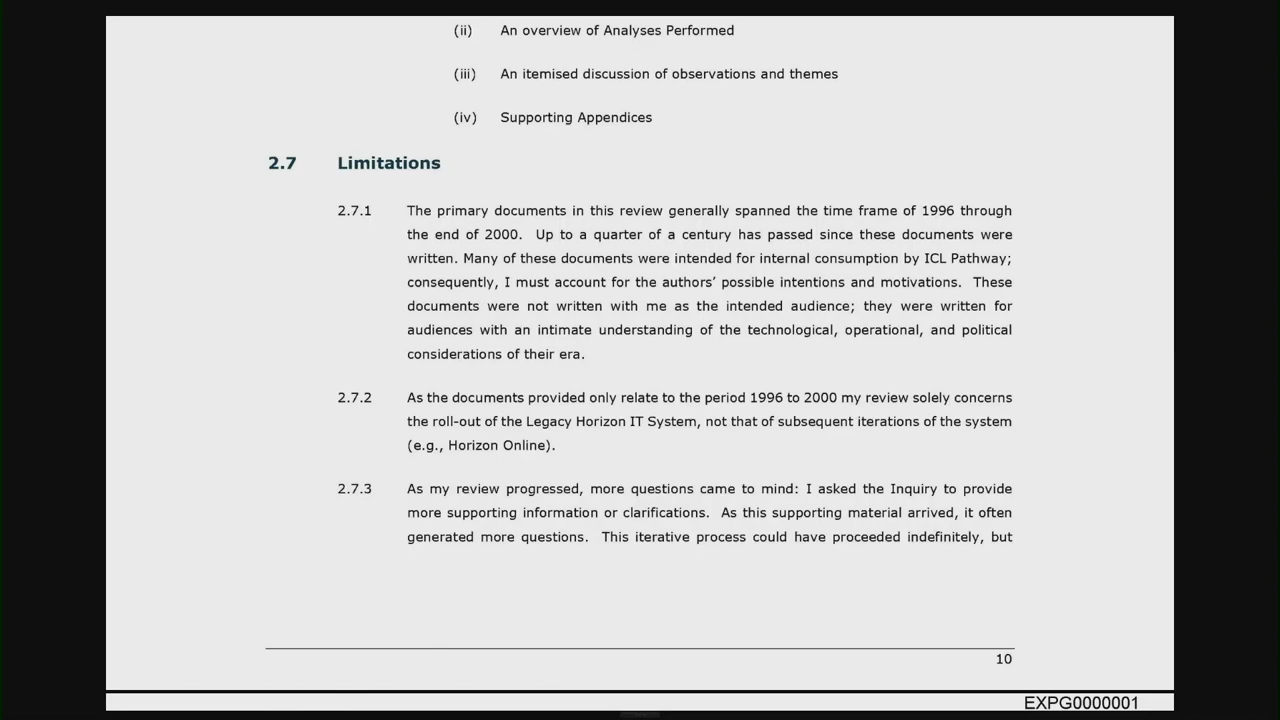 (ii) An overview of Analyses Performed
(iii) An itemised discussion of observations and themes
(iv) Supporting Appendices
2.7 Limitations
2.7.1 The primary documents in this review generally spanned the time frame of 1996 through
the end of 2000. Up to a quarter of a century has passed since these documents were
written. Many of these documents were intended for internal consumption by ICL Pathway;
consequently, I must account for the authors’ possible intentions and motivations. These
documents were not written with me as the intended audience; they were written for
audiences with an intimate understanding of the technological, operational, and political
considerations of their era.
2.7.2 As the documents provided only relate to the period 1996 to 2000 my review solely concerns
the roll-out of the Legacy Horizon IT System, not that of subsequent iterations of the system
(e.g., Horizon Online).
2.7.3 As my review progressed, more questions came to mind: I asked the Inquiry to provide
more supporting information or clarifications. As this supporting material arrived, it often
generated more questions. This iterative process could have proceeded indefinitely, but
10
EXPG0000001